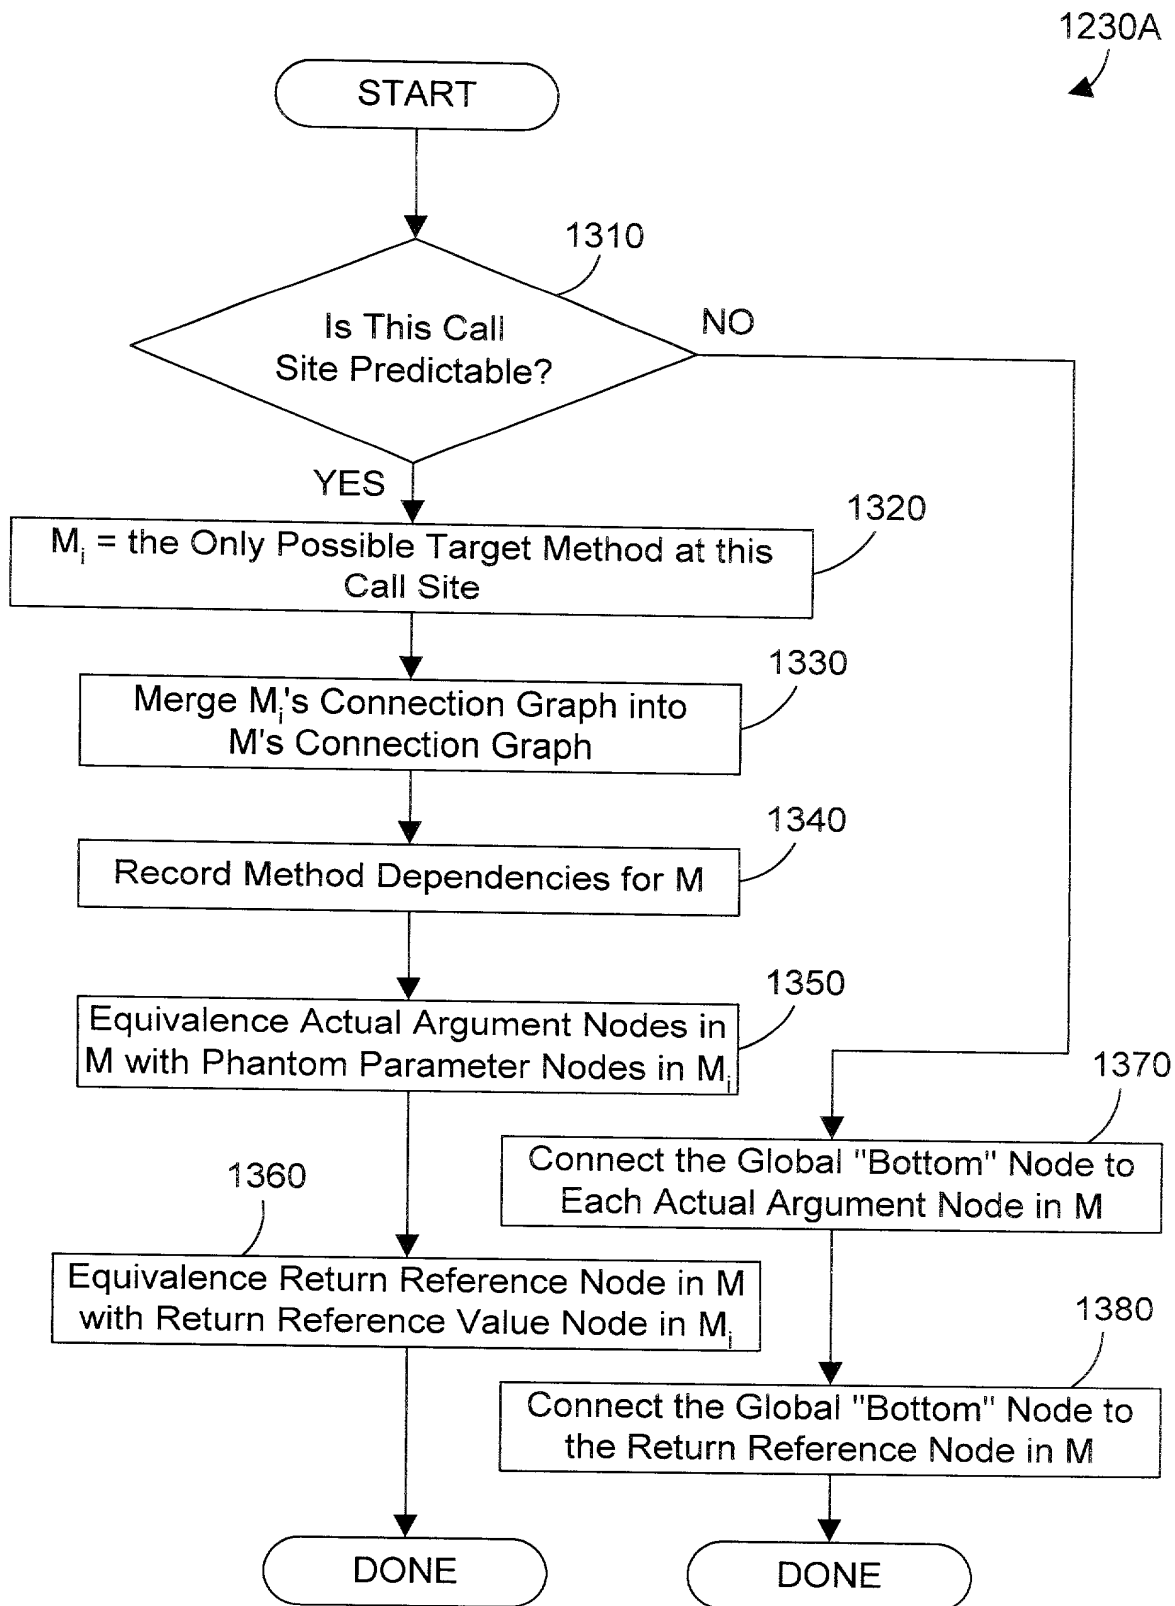 1230A
START
1310
Is This Call
Site Predictable?
NO
YES
1320
Mi = the Only Possible Target Method at this
Call Site
1330
Merge Mi's Connection Graph into
M's Connection Graph
1340
Record Method Dependencies for M
1350
Equivalence Actual Argument Nodes in
M with Phantom Parameter Nodes in Mi
1360
Equivalence Return Reference Node in M
with Return Reference Value Node in Mi
DONE
1370
Connect the Global "Bottom" Node to
Each Actual Argument Node in M
1380
Connect the Global "Bottom" Node to
the Return Reference Node in M
DONE